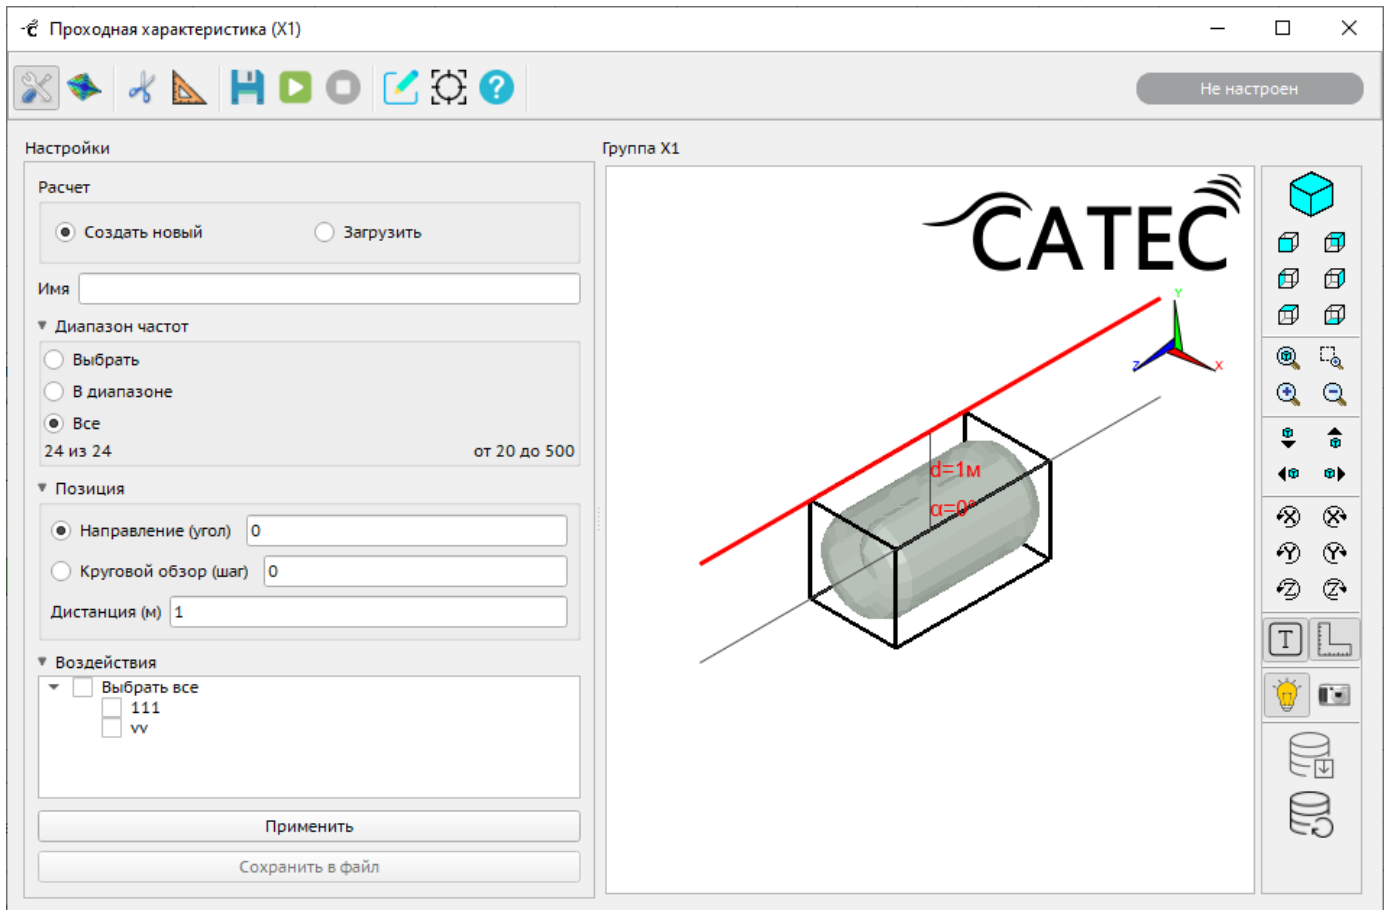 Проходная характеристика (X1)
Не настроен
Настройки
Группа X1
Расчет
Создать новый
Загрузить
Имя
Диапазон частот
Выбрать
В диапазоне
Все
24 из 24
от 20 до 500
Позиция
Направление (угол) 0
Круговой обзор (шаг) 0
Дистанция (м) 1
Воздействия
Выбрать все
111
vv
Применить
Сохранить в файл
CATEC
Y
Z
X
d=1м
α=0°
X X
Y Y
Z Z
T